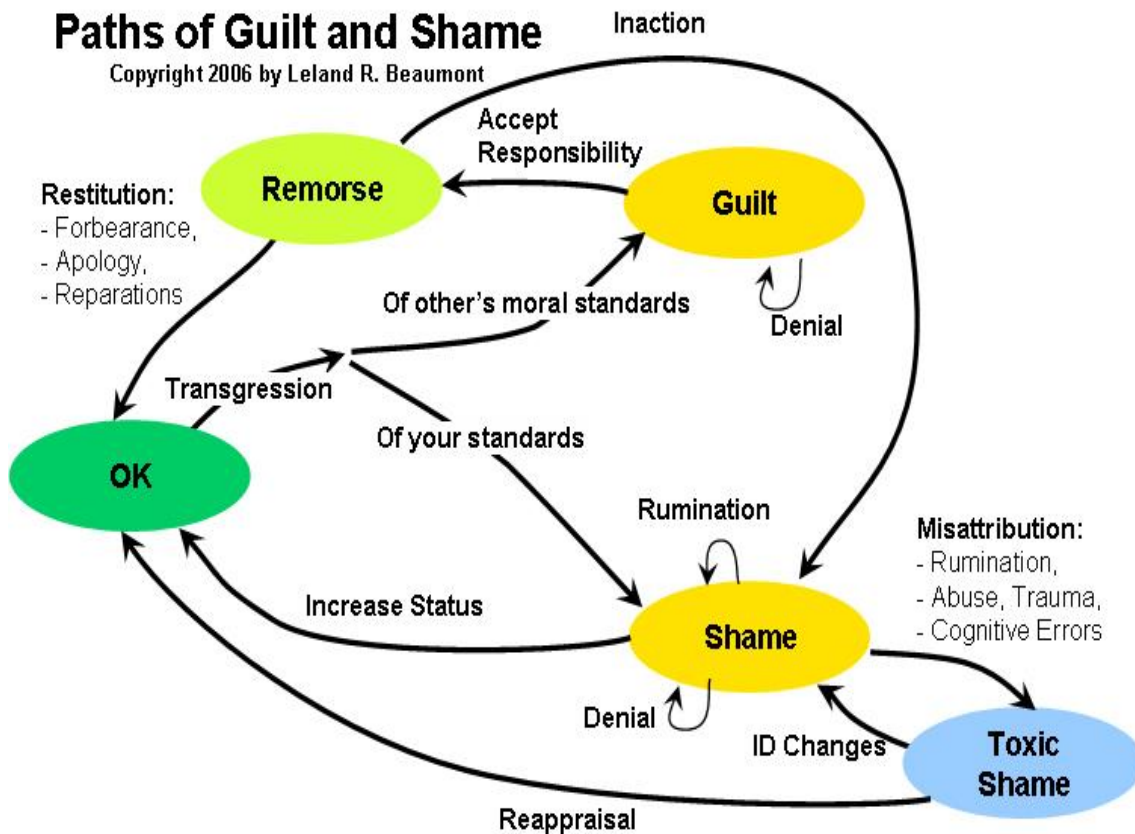 Paths of Guilt and Shame
Copyright 2006 by Leland R. Beaumont
Inaction
Accept
Responsibility
Remorse
Guilt
Restitution:
- Forbearance,
- Apology,
- Reparations
Of other's moral standards
Denial
Transgression
Of your standards
OK
Rumination
Misattribution:
- Rumination,
- Abuse, Trauma,
- Cognitive Errors
Increase Status
Shame
Denial
ID Changes
Toxic
Shame
Reappraisal